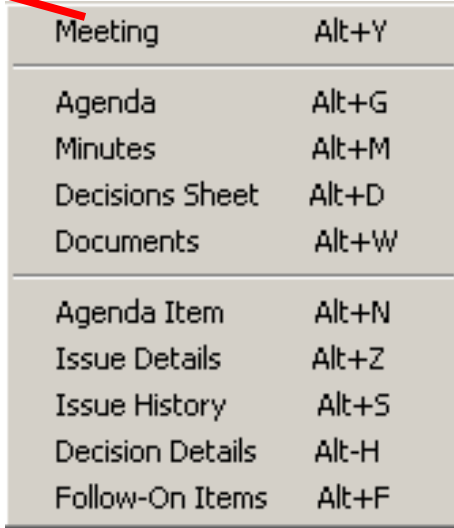 Meeting Alt+Y
Agenda Alt+G
Minutes Alt+M
Decisions Sheet Alt+D
Documents Alt+W
Agenda Item Alt+N
Issue Details Alt+Z
Issue History Alt+S
Decision Details Alt-H
Follow-On Items Alt+F